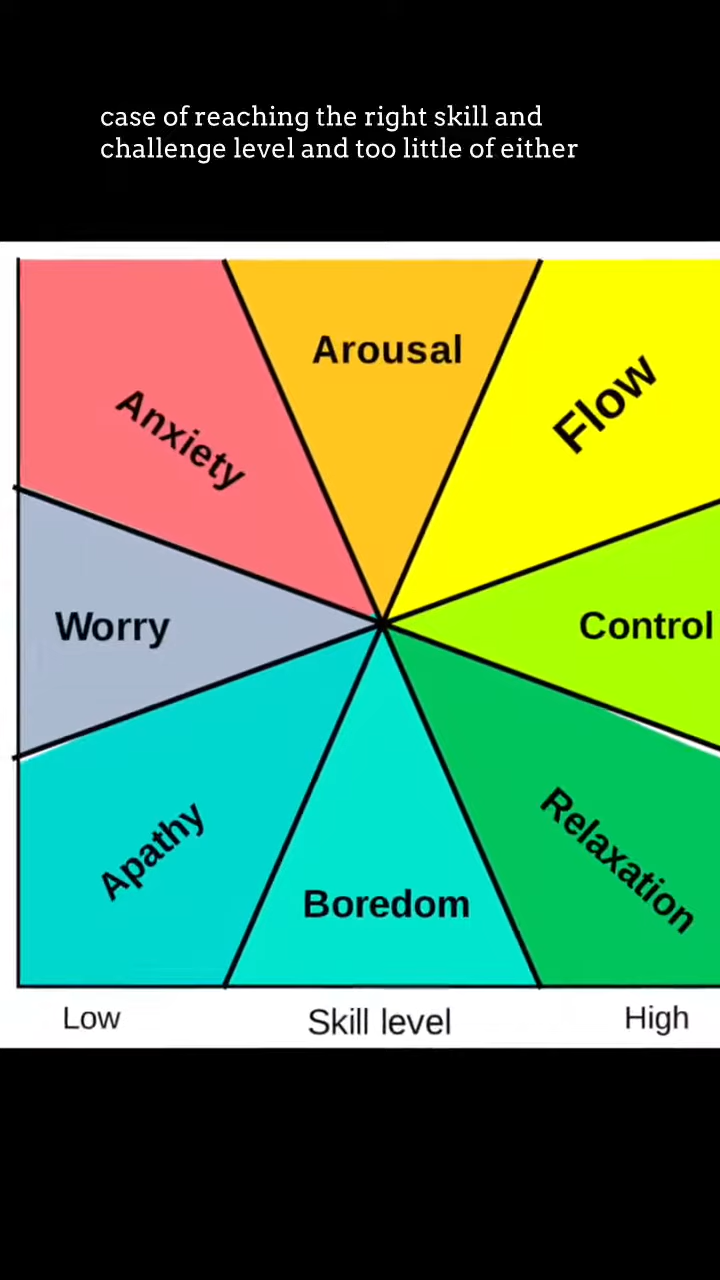 case of reaching the right skill and
challenge level and too little of either
Arousal
Flow
Anxiety
Worry
Control
Apathy
Relaxation
Boredom
Low
Skill level
High